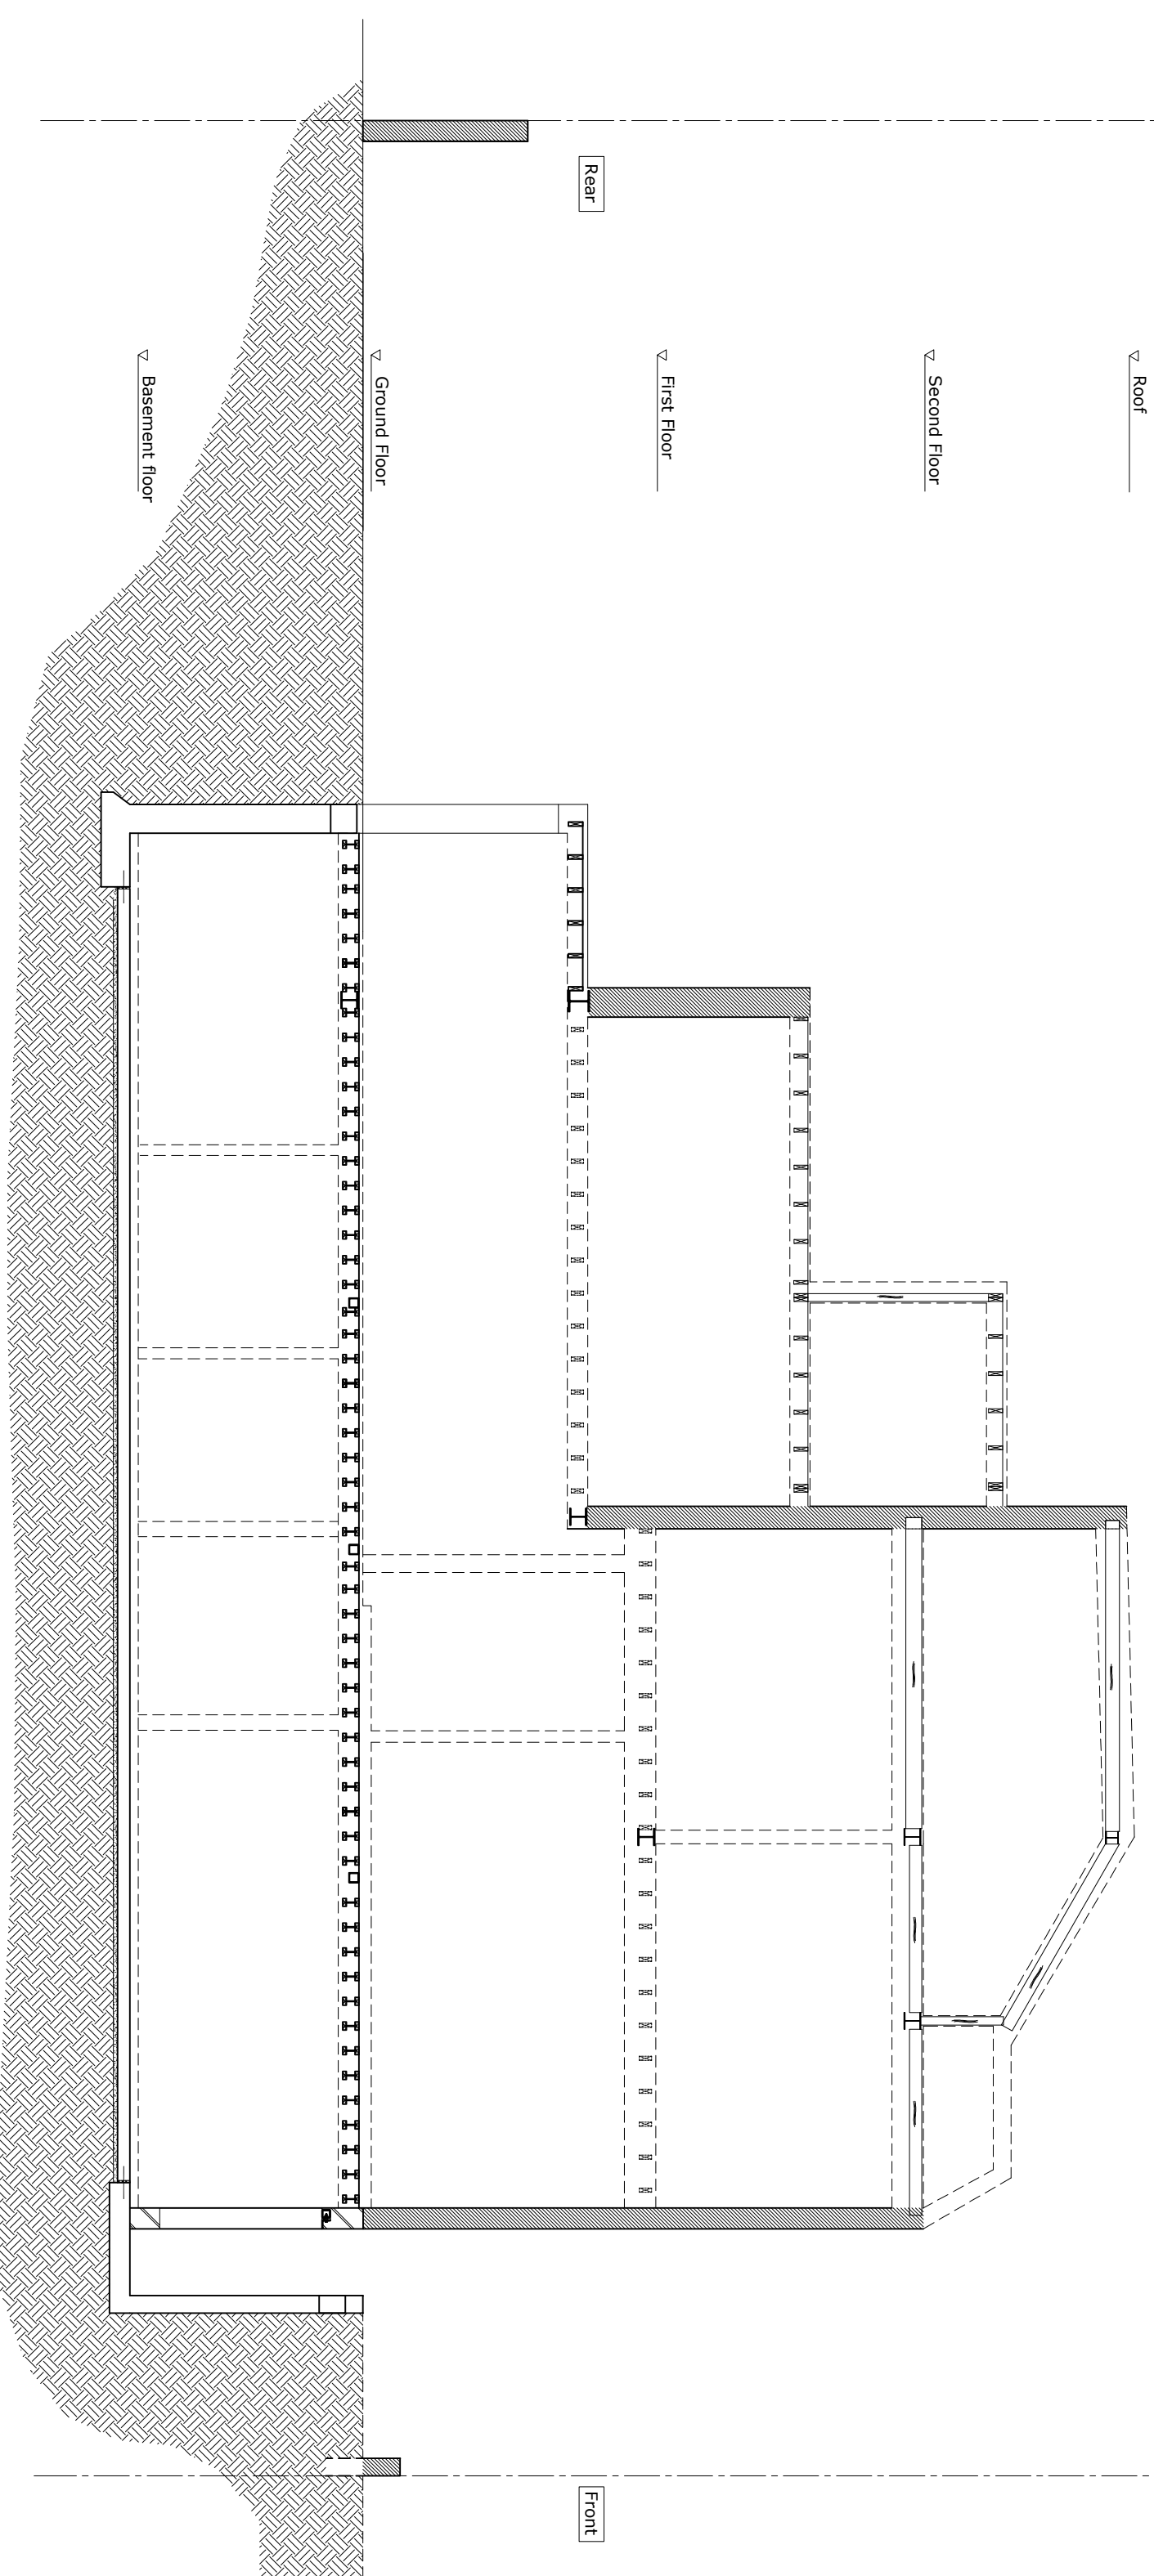 Rear
Roof
Second Floor
First Floor
Ground Floor
Basement floor
Front